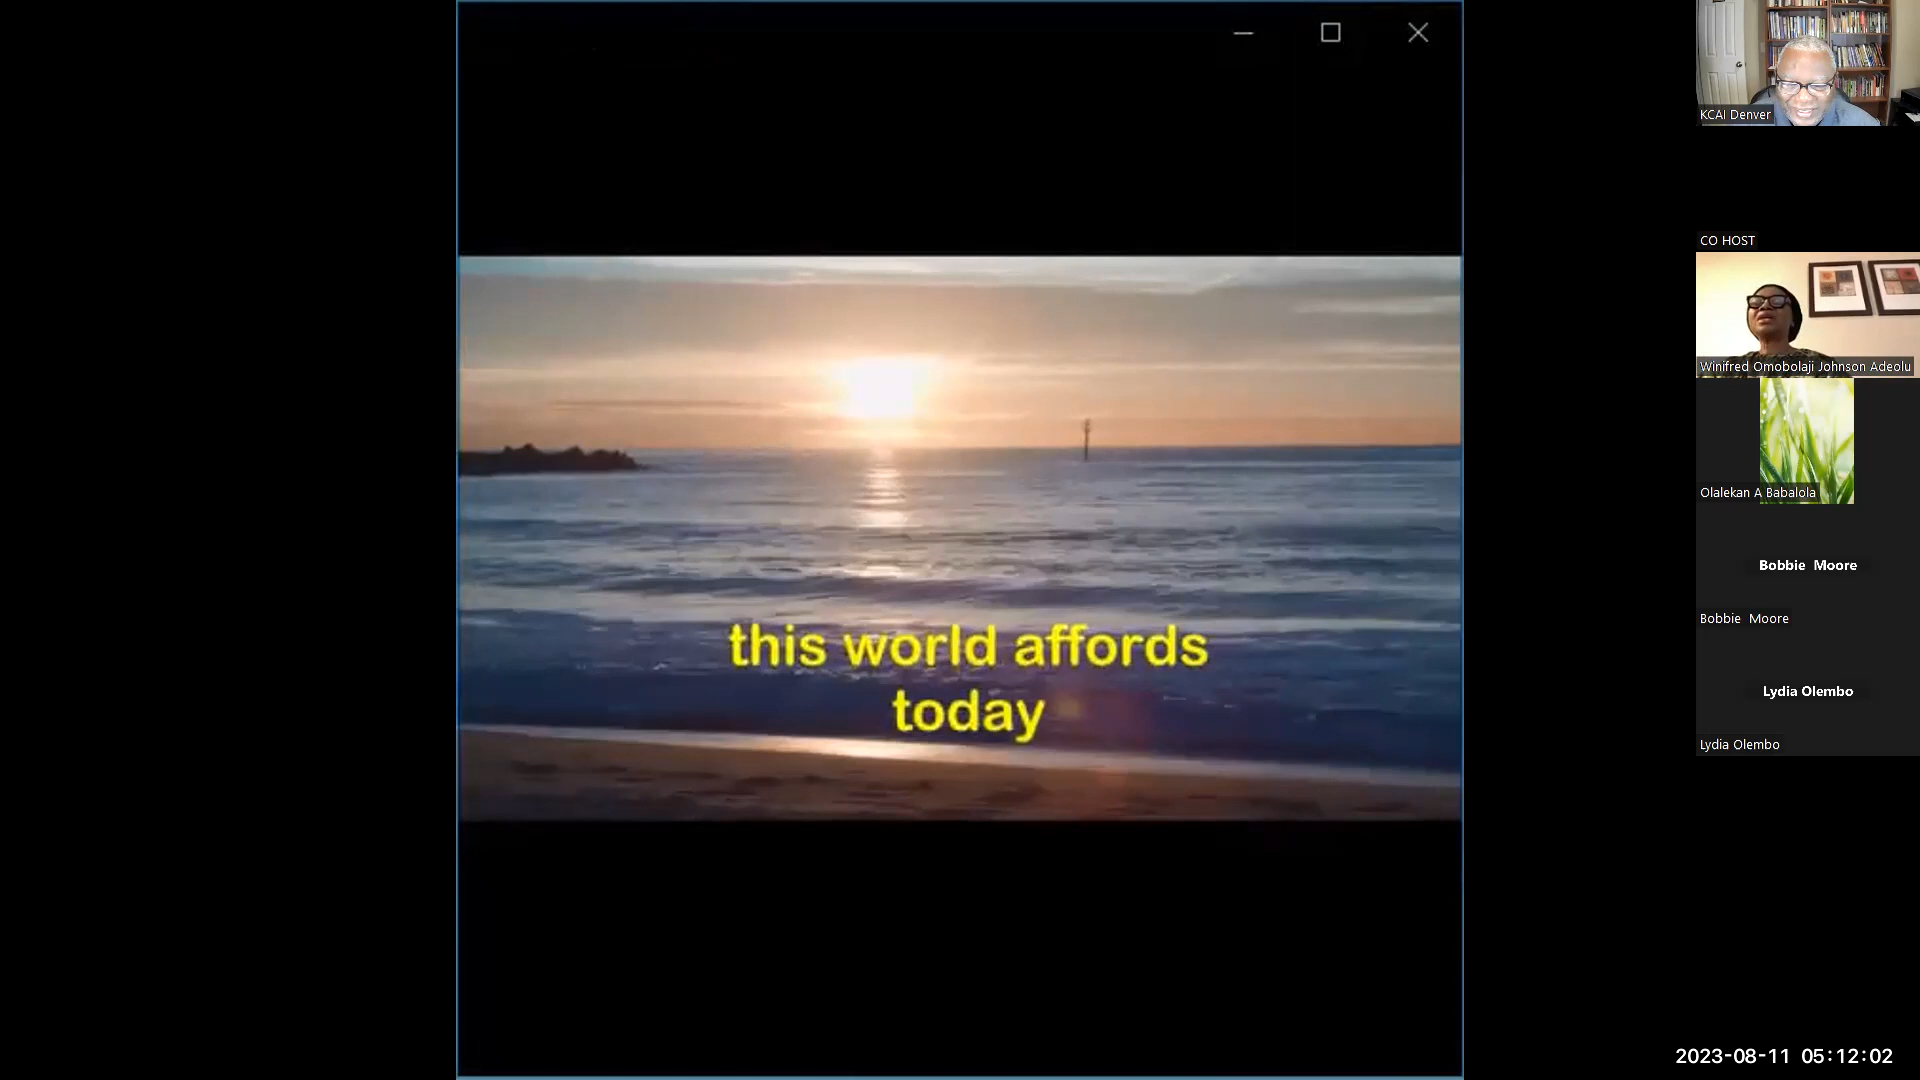 this world affords
today
KCAI Denver
CO HOST
Winifred Omobolaji Johnson Adeolu
Olalekan A Babalola
Bobbie Moore
Bobbie Moore
Lydia Olembo
Lydia Olembo
2023-08-11 05:12:02